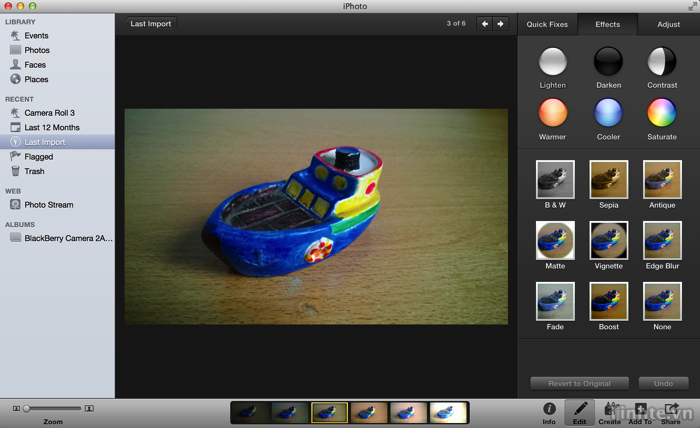 iPhoto
LIBRARY
Events
Photos
Faces
Places
RECENT
Camera Roll 3
Last 12 Months
Last Import
Flagged
Trash
WEB
Photo Stream
ALBUMS
BlackBerry Camera 2A...
Zoom
Last Import
3 of 6
Quick Fixes
Effects
Adjust
Lighten
Darken
Contrast
Warmer
Cooler
Saturate
B & W
Sepia
Antique
Matte
Vignette
Edge Blur
Fade
Boost
None
Revert to Original
Undo
Info
Edit
Create
Add To
Share